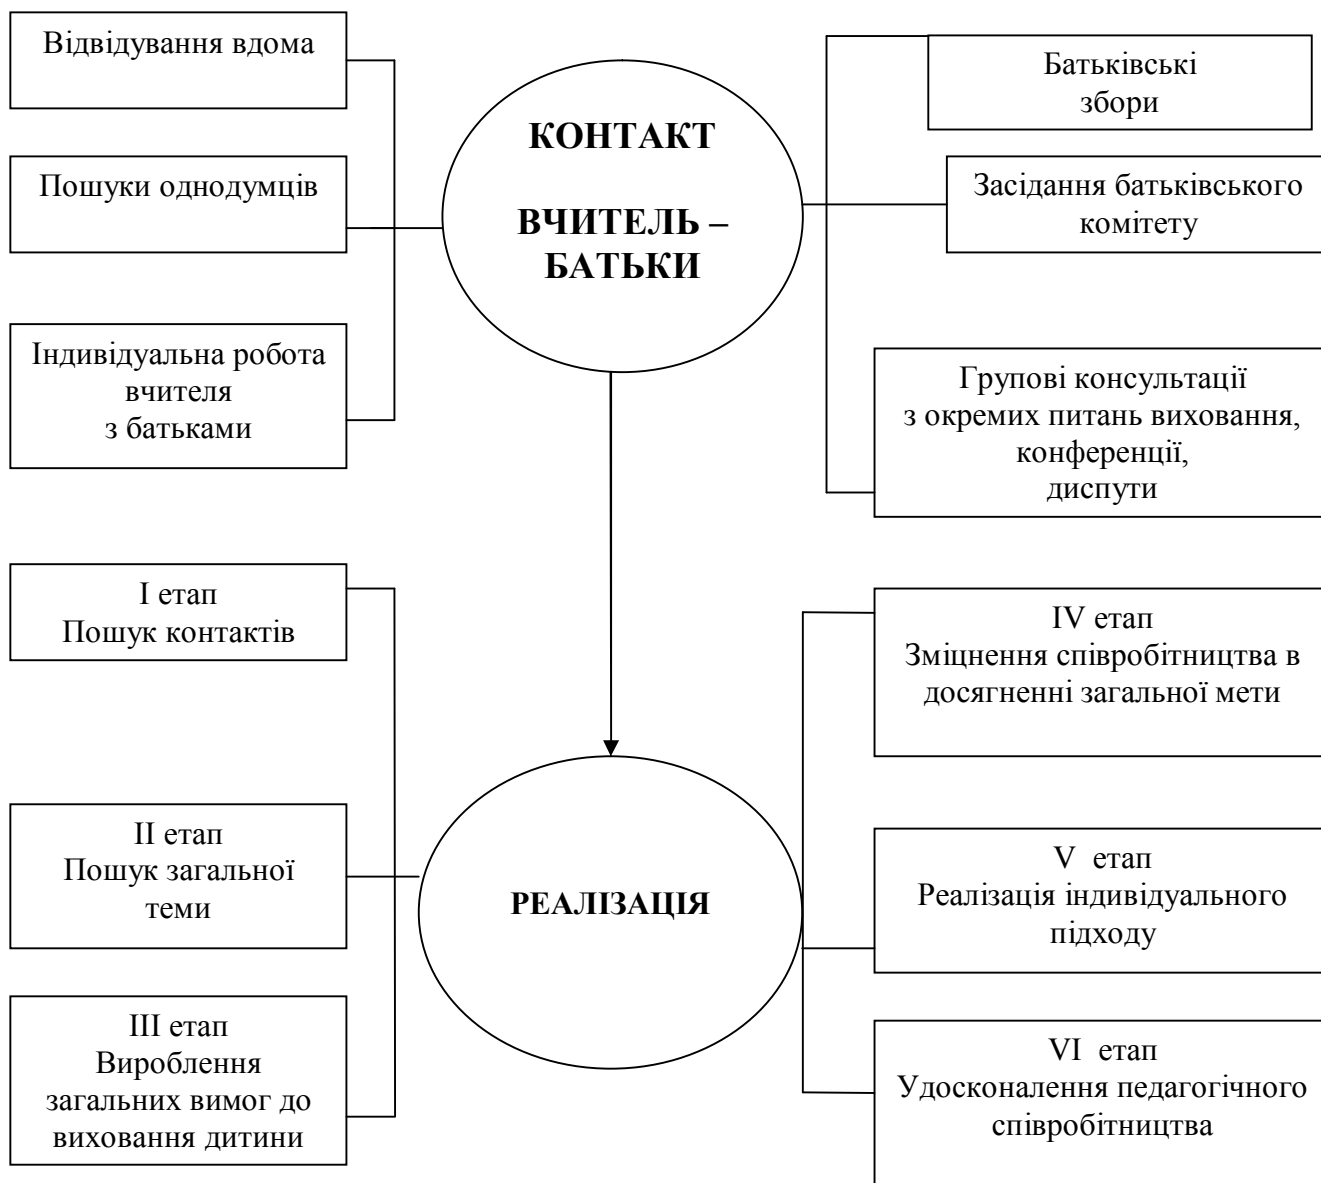 Відвідування вдома
Пошуки однодумців
Індивідуальна робота
вчителя
з батьками
КОНТАКТ
ВЧИТЕЛЬ –
БАТЬКИ
Батьківські
збори
Засідання батьківського
комітету
Групові консультації
з окремих питань виховання,
конференції,
диспути
I етап
Пошук контактів
II етап
Пошук загальної
теми
III етап
Вироблення
загальних вимог до
виховання дитини
РЕАЛІЗАЦІЯ
IV етап
Зміцнення співробітництва в
досягненні загальної мети
V етап
Реалізація індивідуального
підходу
VI етап
Удосконалення педагогічного
співробітництва